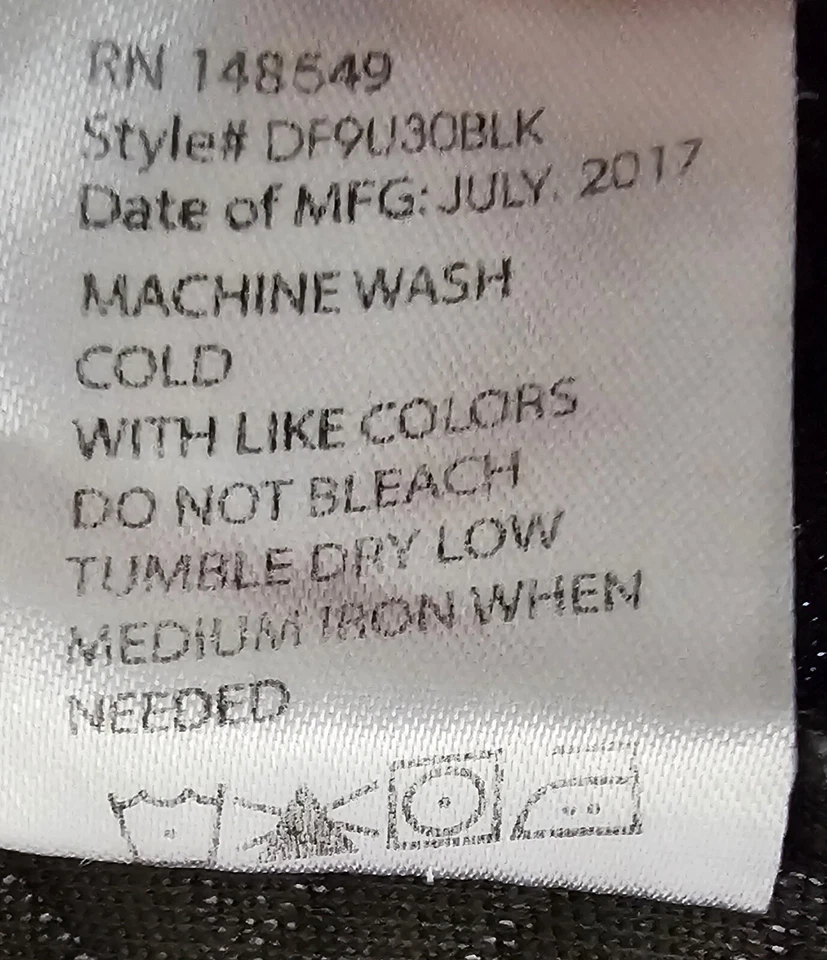 RN 148649
Style# DF9U30BLK
Date of MFG: JULY. 2017
MACHINE WASH
COLD
WITH LIKE COLORS
DO NOT BLEACH
TUMBLE DRY LOW
MEDIUM IRON WHEN
NEEDED